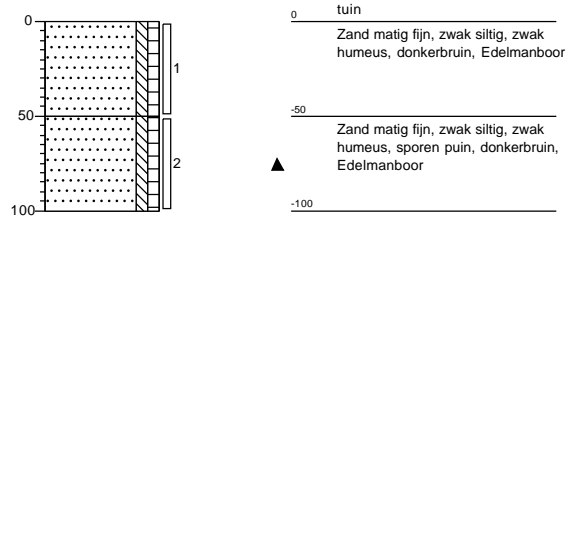 0
50
100
1
2
tuin
0
Zand matig fijn, zwak siltig, zwak
humeus, donkerbruin, Edelmanboor
-50
Zand matig fijn, zwak siltig, zwak
humeus, sporen puin, donkerbruin,
Edelmanboor
-100